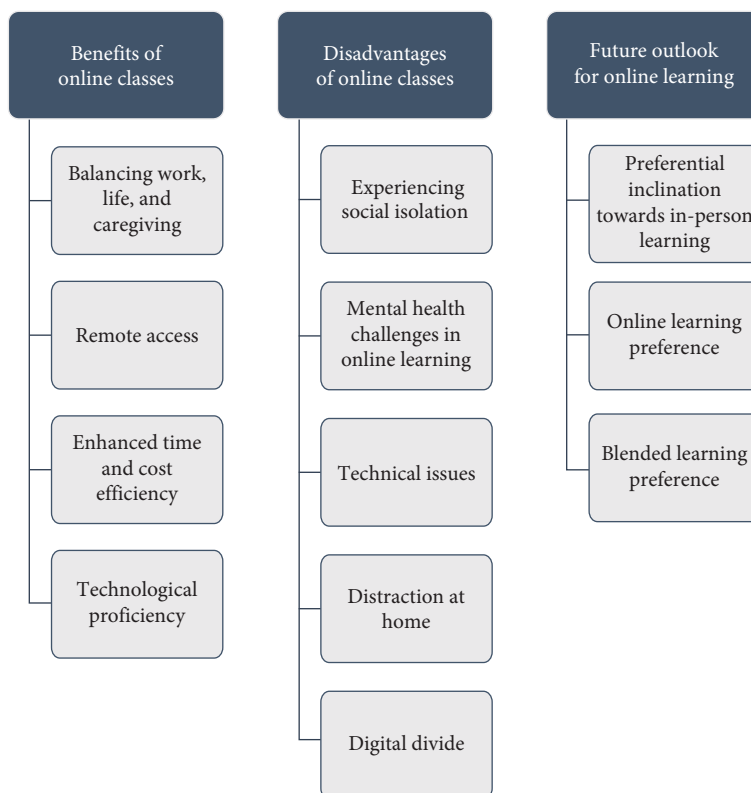 Benefits of
online classes
Balancing work,
life, and
caregiving
Remote access
Enhanced time
and cost
efficiency
Technological
proficiency
Disadvantages
of online classes
Experiencing
social isolation
Mental health
challenges in
online learning
Technical issues
Distraction at
home
Digital divide
Future outlook
for online learning
Preferential
inclination
towards in-person
learning
Online learning
preference
Blended learning
preference